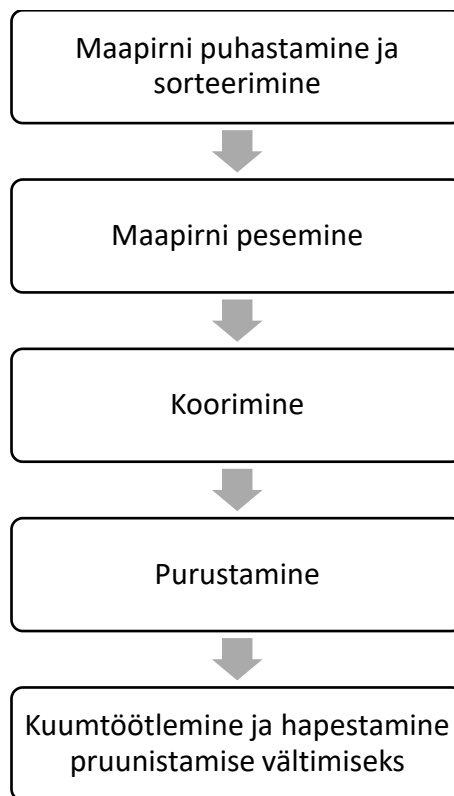 Maapirni puhastamine ja
sorteerimine
Maapirni pesemine
Koorimine
Purustamine
Kuumtöötlemine ja hapestamine
pruunistamise vältimiseks